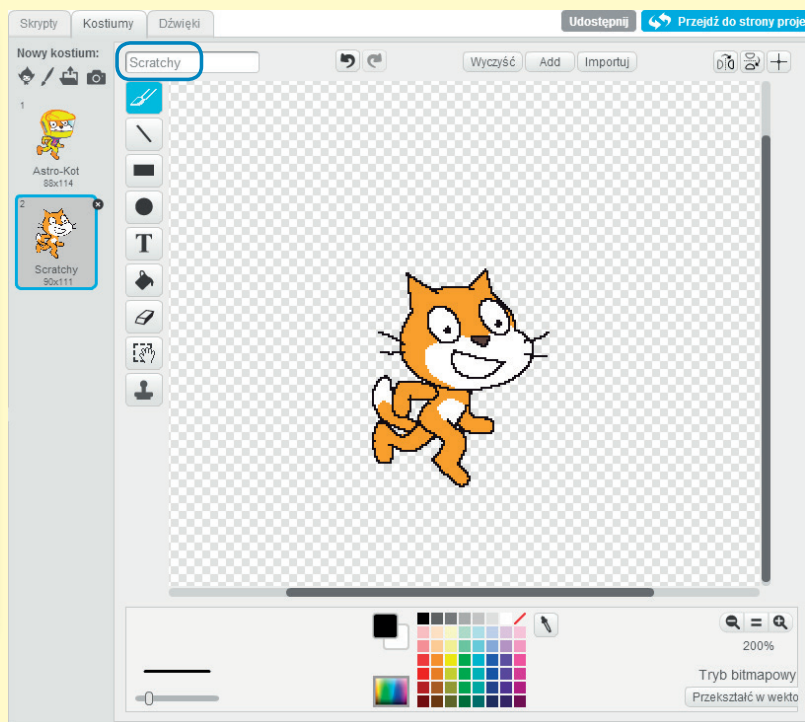 Skrypty Kostiumy Dźwięki Udostępnij Przejdź do strony proje
Nowy kostium:
Scratchy Wyczyść Add Importuj
1
Astro-Kot
88x114
2
Scratchy
90x111
T
200%
Tryb bitmapowy
Przekształć w wekto